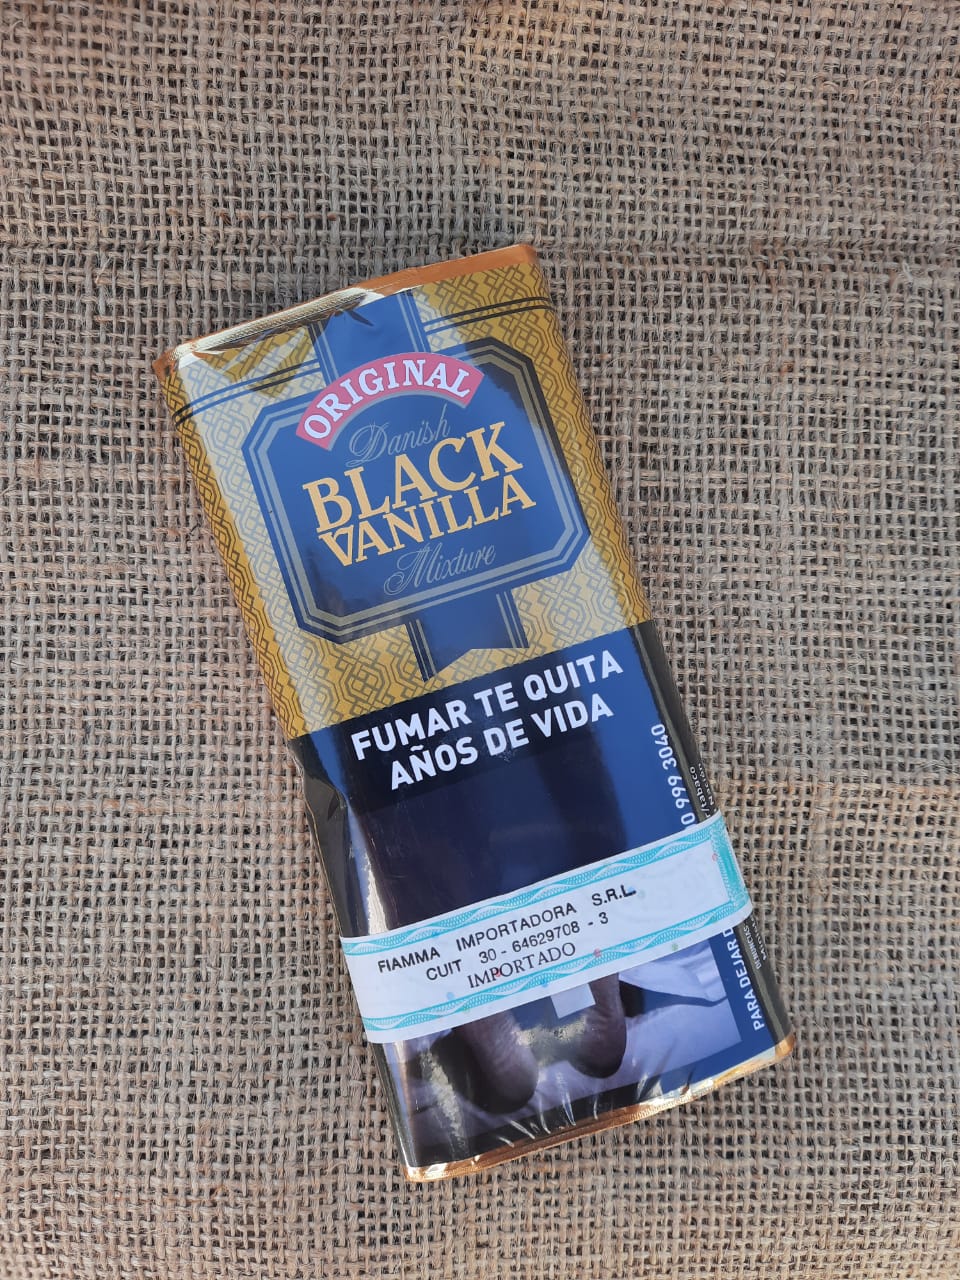 ORIGINAL
Danish
BLACK
VANILLA
Mixture
FUMAR TE QUITA
AÑOS DE VIDA
FIAMMA IMPORTADORA S.R.L.
CUIT 30 - 64629708 - 3
IMPORTADO
0 999 3040
/tabaco
PARA DEJAR D